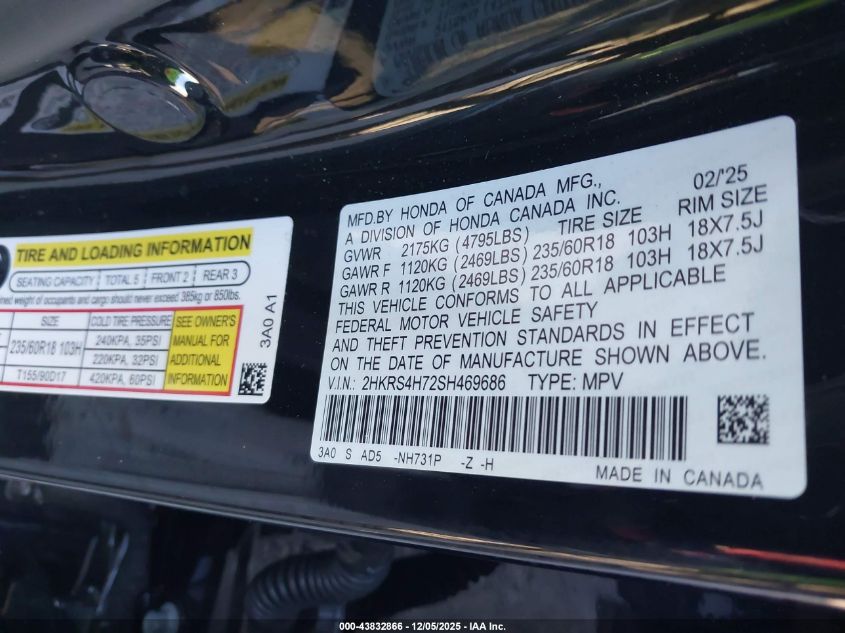 TIRE AND LOADING INFORMATION
SEATING CAPACITY TOTAL 5 FRONT 2 REAR 3
weight of occupants and cargo should never exceed 385kg or 850lbs.
SIZE COLD TIRE PRESSURE SEE OWNER'S
235/60R18 103H 240KPA, 35PSI MANUAL FOR
220KPA, 32PSI ADDITIONAL
T155/90D17 420KPA, 60PSI INFORMATION
3A0 A1
MFD.BY HONDA OF CANADA MFG., 02/'25
A DIVISION OF HONDA CANADA INC.
GVWR 2175KG (4795LBS) TIRE SIZE RIM SIZE
GAWR F 1120KG (2469LBS) 235/60R18 103H 18X7.5J
GAWR R 1120KG (2469LBS) 235/60R18 103H 18X7.5J
THIS VEHICLE CONFORMS TO ALL APPLICABLE
FEDERAL MOTOR VEHICLE SAFETY
AND THEFT PREVENTION STANDARDS IN EFFECT
ON THE DATE OF MANUFACTURE SHOWN ABOVE.
V.I.N.: 2HKRS4H72SH469686 TYPE: MPV
3A0 S AD5 -NH731P -Z -H
MADE IN CANADA
000-43832866 • 12/05/2025 • IAA Inc.